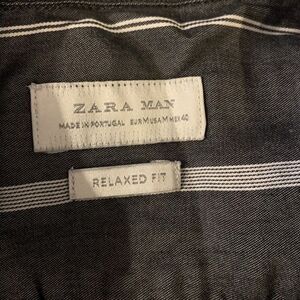 ZARA MAN
MADE IN PORTUGAL EUR M USA M MEX 40
RELAXED FIT